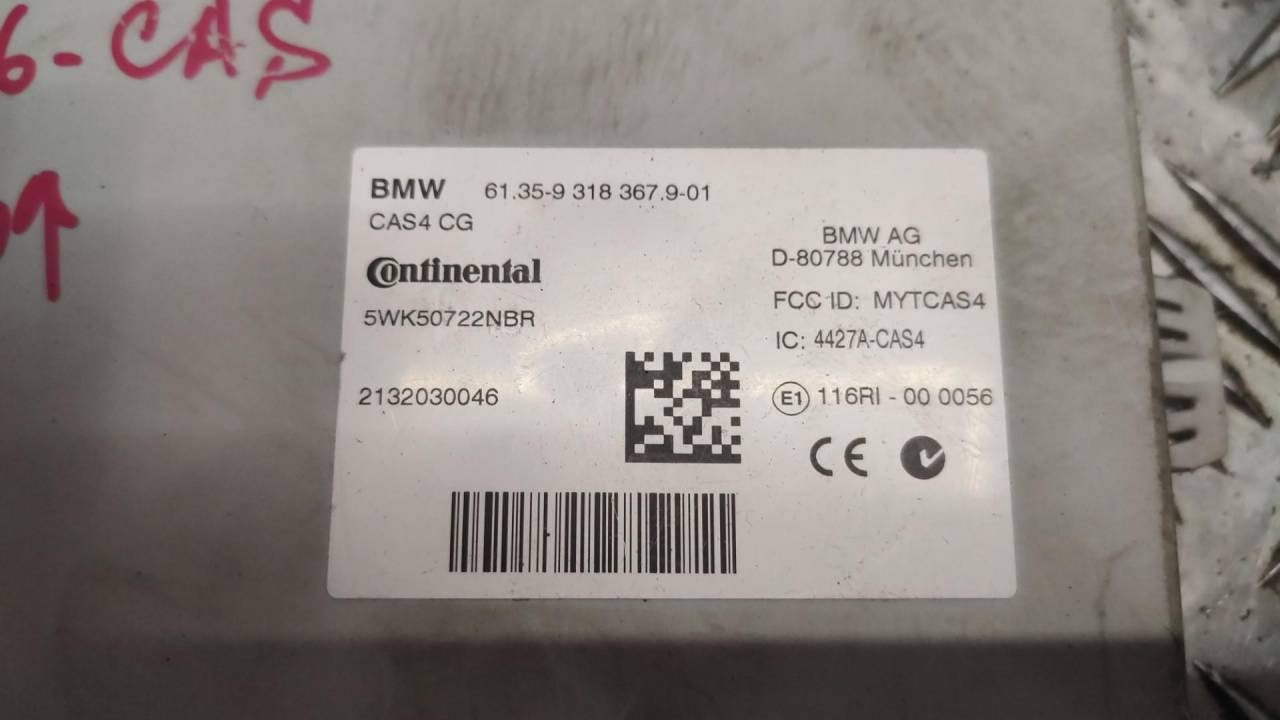 6-CAS
BMW 61.35-9 318 367.9-01
CAS4 CG
Continental
5WK50722NBR
2132030046
BMW AG
D-80788 München
FCC ID: MYTCAS4
IC: 4427A-CAS4
E1 116RI - 00 0056
CE